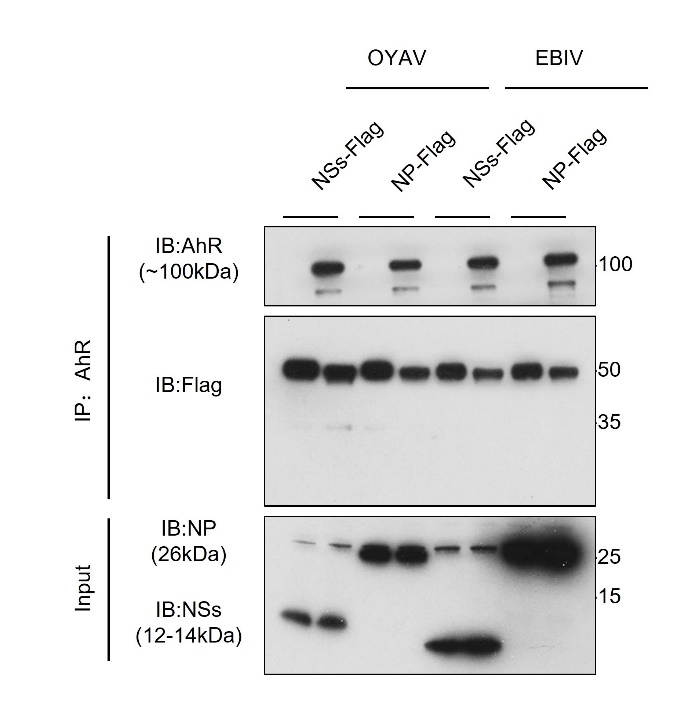 OYAV EBIV
NSs-Flag NP-Flag NSs-Flag NP-Flag
IP: AhR
IB:AhR
(~100kDa)
100
IB:Flag
50
35
Input
IB:NP
(26kDa)
25
15
IB:NSs
(12-14kDa)